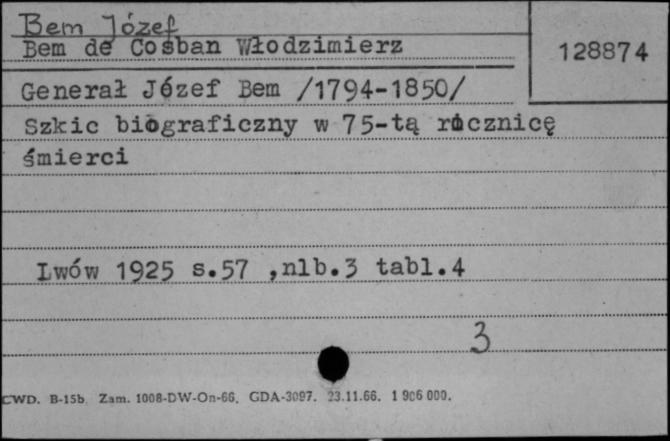 Bem Józef
Bem de Cosban Włodzimierz
128874
Generał Józef Bem /1794-1850/
Szkic biograficzny w 75-tą rocznicę
śmierci
Lwów 1925 s.57 ,nlb.3 tabl.4
3
CWD. B-15b. Zam. 1008-DW-On-66. GDA-3097. 23.11.66. 1 906 000.